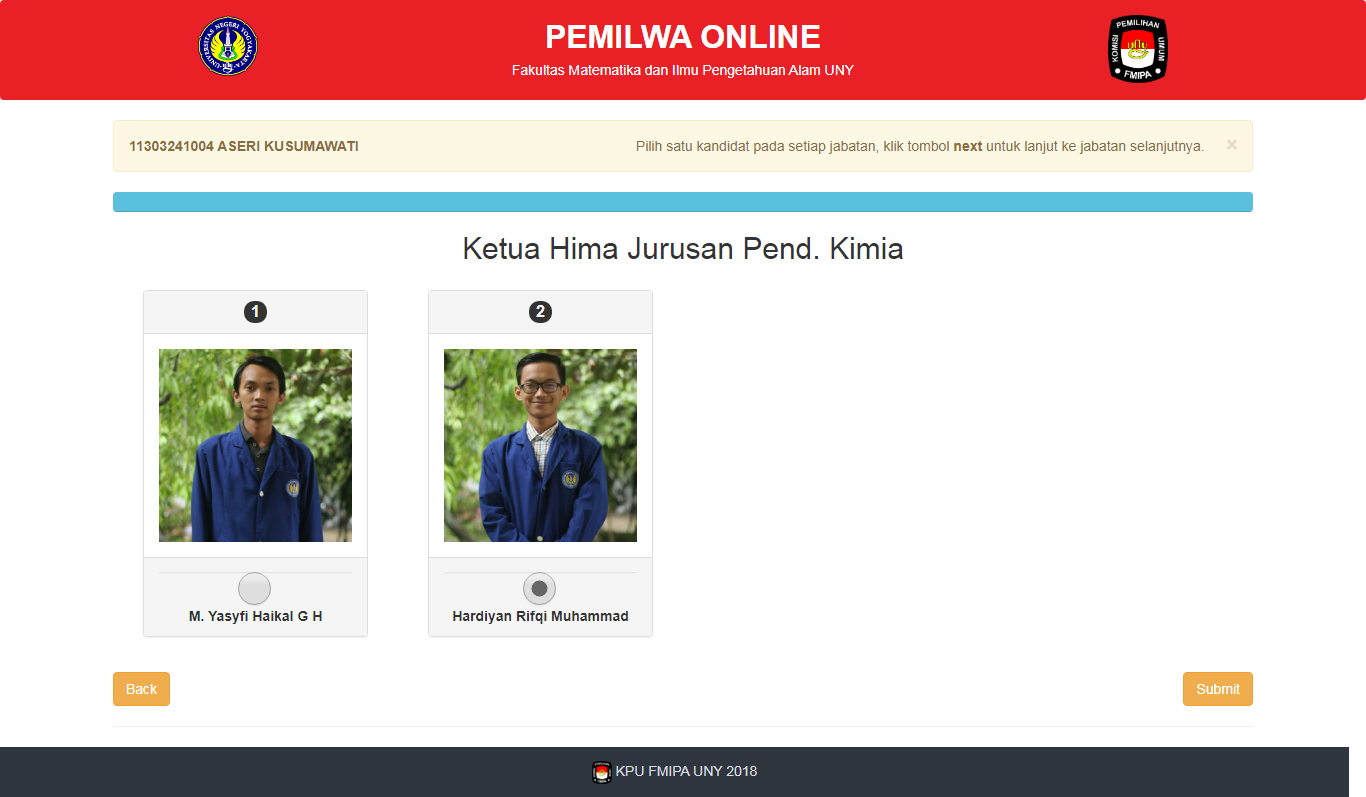 UNIVERSITAS NEGERI YOGYAKARTA
PEMILWA ONLINE
Fakultas Matematika dan Ilmu Pengetahuan Alam UNY
PEMILIHAN
KOMISI
UMUM
FMIPA
11303241004 ASERI KUSUMAWATI
Pilih satu kandidat pada setiap jabatan, klik tombol next untuk lanjut ke jabatan selanjutnya. ×
Ketua Hima Jurusan Pend. Kimia
1
2
M. Yasyfi Haikal G H
Hardiyan Rifqi Muhammad
Back
Submit
KPU FMIPA UNY 2018